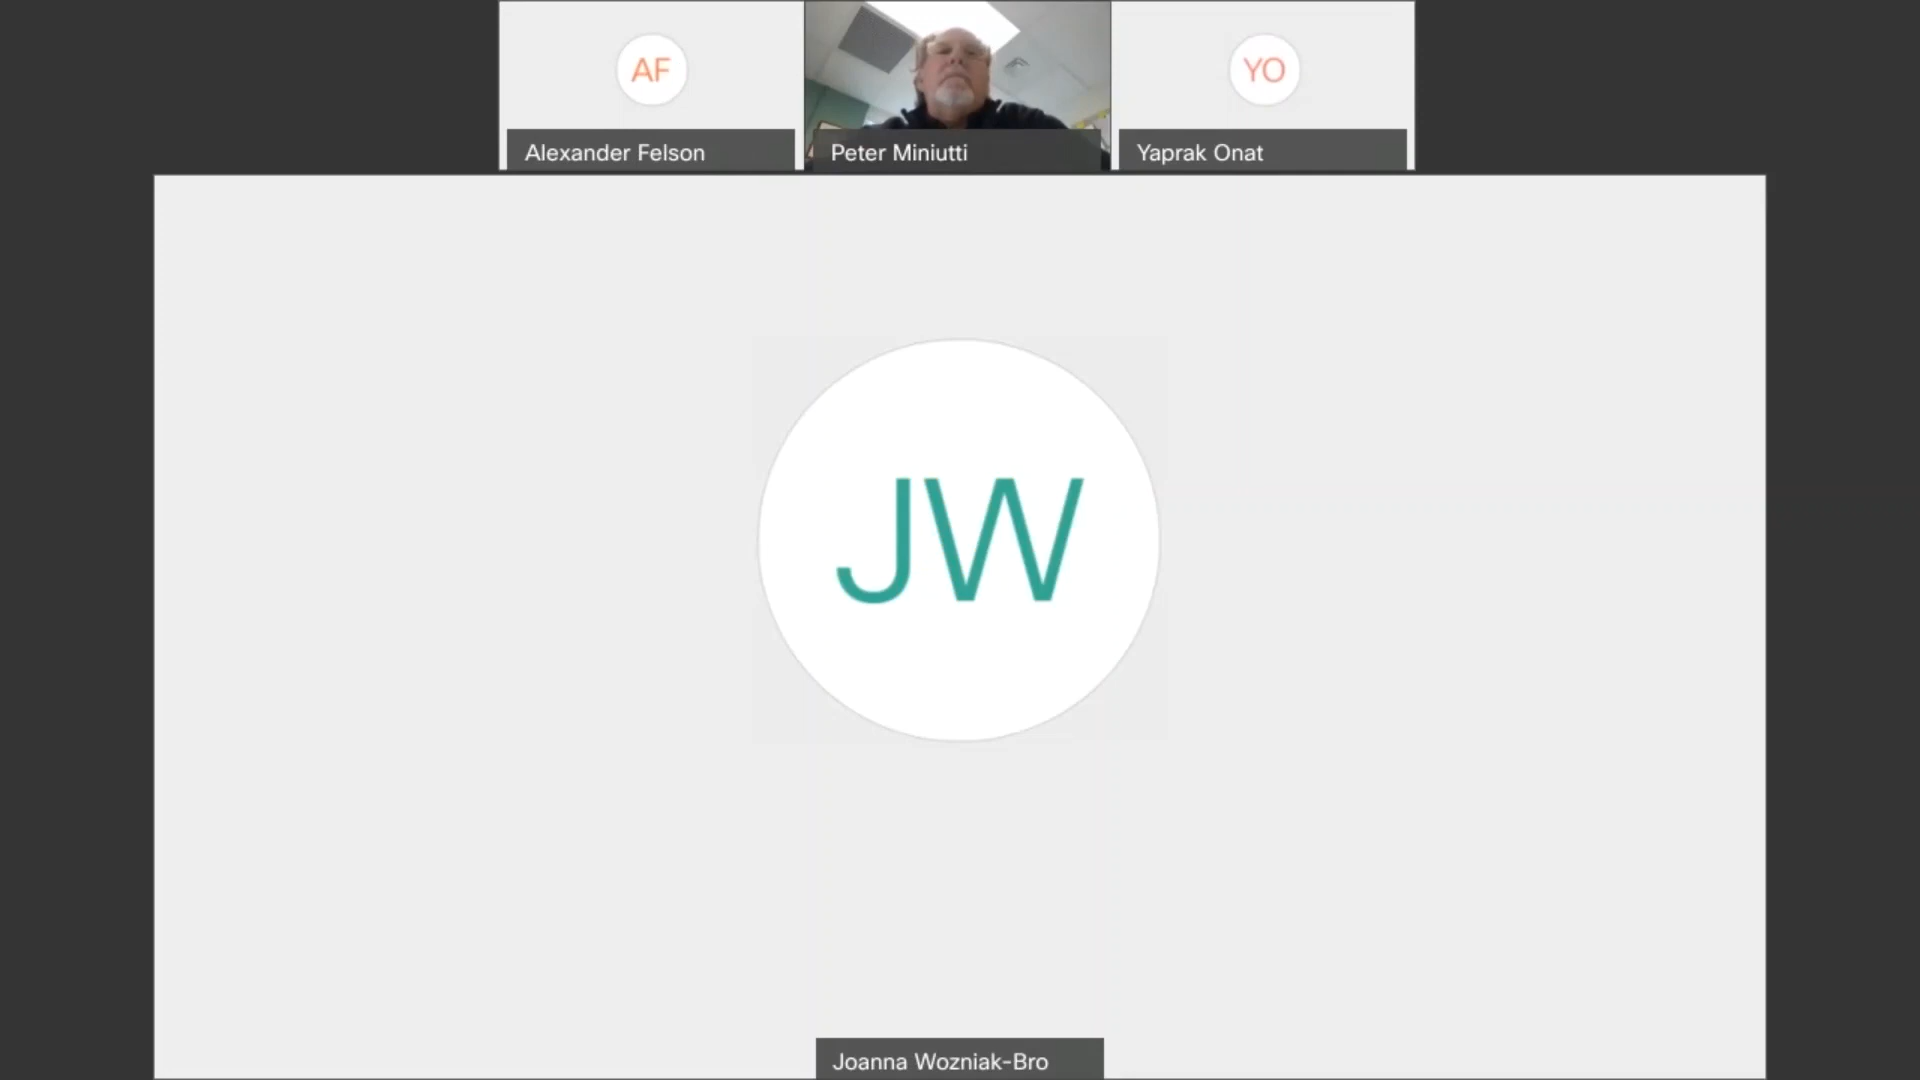 AF
YO
Alexander Felson
Peter Miniutti
Yaprak Onat
JW
Joanna Wozniak-Bro